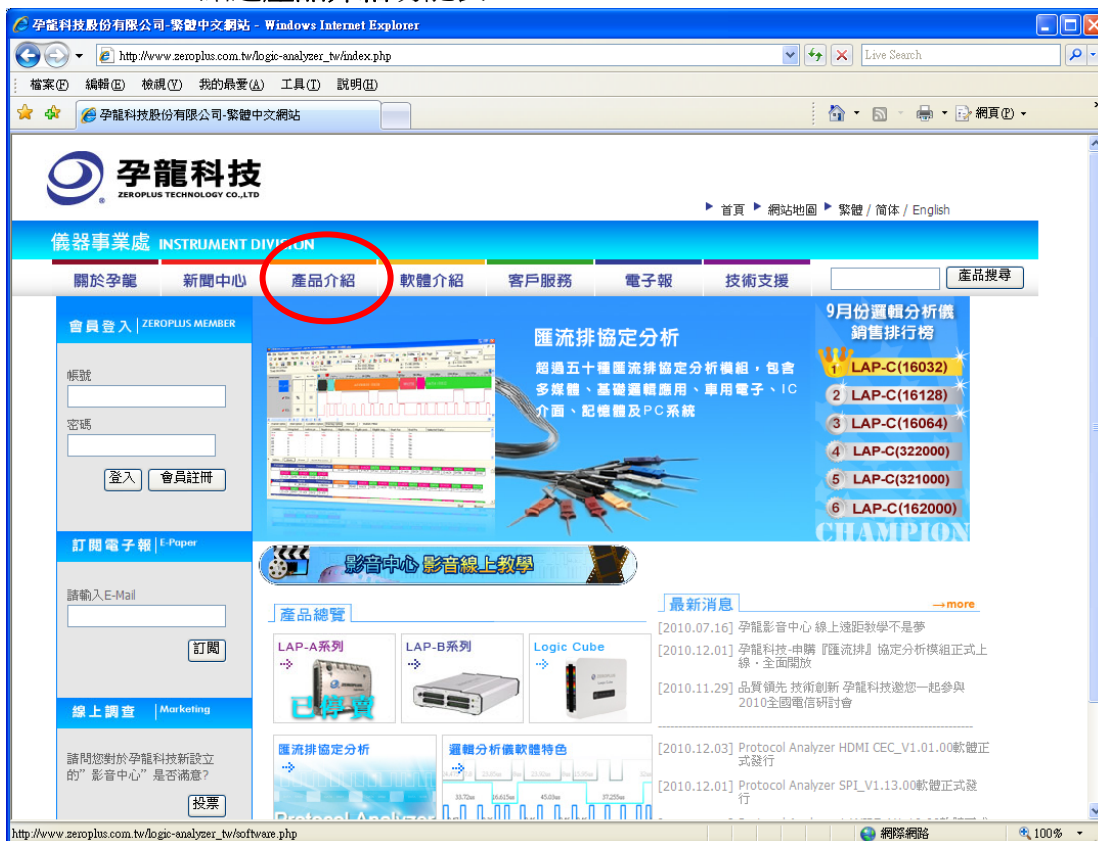 孕龍科技股份有限公司-繁體中文網站 - Windows Internet Explorer
http://www.zeroplus.com.tw/logic-analyzer_tw/index.php
Live Search
檔案(F) 編輯(E) 檢視(V) 我的最愛(A) 工具(T) 說明(H)
孕龍科技股份有限公司-繁體中文網站
網頁(P)
孕龍科技
ZEROPLUS TECHNOLOGY CO.,LTD
首頁 網站地圖 繁體 / 简体 / English
儀器事業處 INSTRUMENT DIVISION
關於孕龍 新聞中心 產品介紹 軟體介紹 客戶服務 電子報 技術支援 產品搜尋
會員登入 ZEROPLUS MEMBER
帳號
密碼
登入 會員註冊
匯流排協定分析
超過五十種匯流排協定分析模組,包含
多媒體、基礎邏輯應用、車用電子、IC
介面、記憶體及PC系統
9月份邏輯分析儀
銷售排行榜
1 LAP-C(16032)
2 LAP-C(16128)
3 LAP-C(16064)
4 LAP-C(322000)
5 LAP-C(321000)
6 LAP-C(162000)
CHAMPION
訂閱電子報 E-Paper
請輸入E-Mail
訂閱
影音中心 影音線上教學
產品總覽
LAP-A系列
已停賣
LAP-B系列
Logic Cube
匯流排協定分析
Protocol Analyzer
邏輯分析儀軟體特色
最新消息 →more
[2010.07.16] 孕龍影音中心 線上遠距教學不是夢
[2010.12.01] 孕龍科技-申購『匯流排』協定分析模組正式上
線・全面開放
[2010.11.29] 品質領先 技術創新 孕龍科技邀您一起參與
2010全國電信研討會
[2010.12.03] Protocol Analyzer HDMI CEC_V1.01.00軟體正
式發行
[2010.12.01] Protocol Analyzer SPI_V1.13.00軟體正式發
行
線上調查 Marketing
請問您對於孕龍科技新設立
的”影音中心”是否滿意?
投票
http://www.zeroplus.com.tw/logic-analyzer_tw/software.php
網際網路
100%